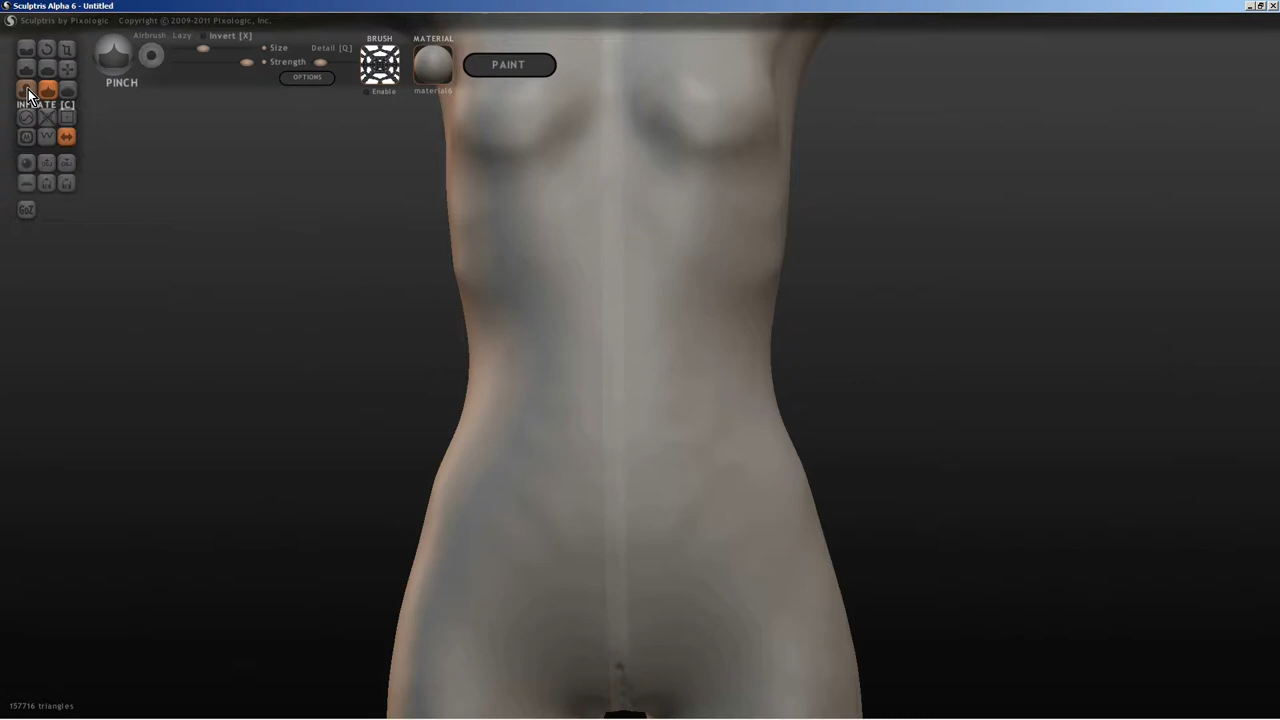 Sculptris Alpha 6 - Untitled
Sculptris by Pixologic Copyright © 2009-2011 Pixologic, Inc.
Airbrush Lazy Invert [X]
Size Detail [Q]
Strength
OPTIONS
PINCH
BRUSH
Enable
MATERIAL
material6
PAINT
[C]
GoZ
157716 triangles